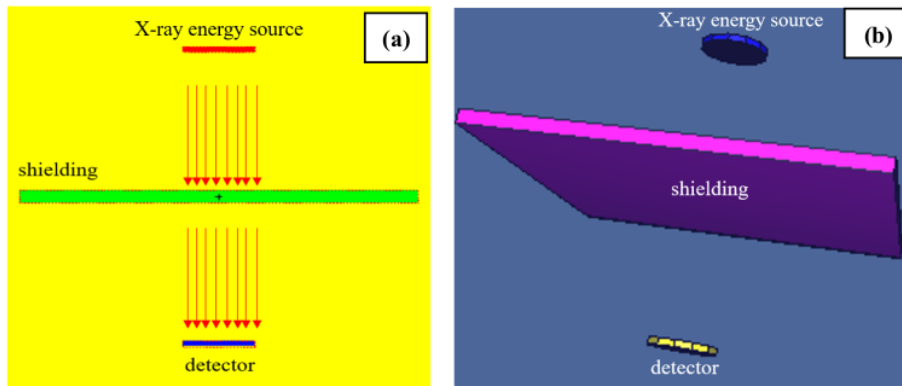 X-ray energy source
(a)
shielding
detector
X-ray energy source
(b)
shielding
detector